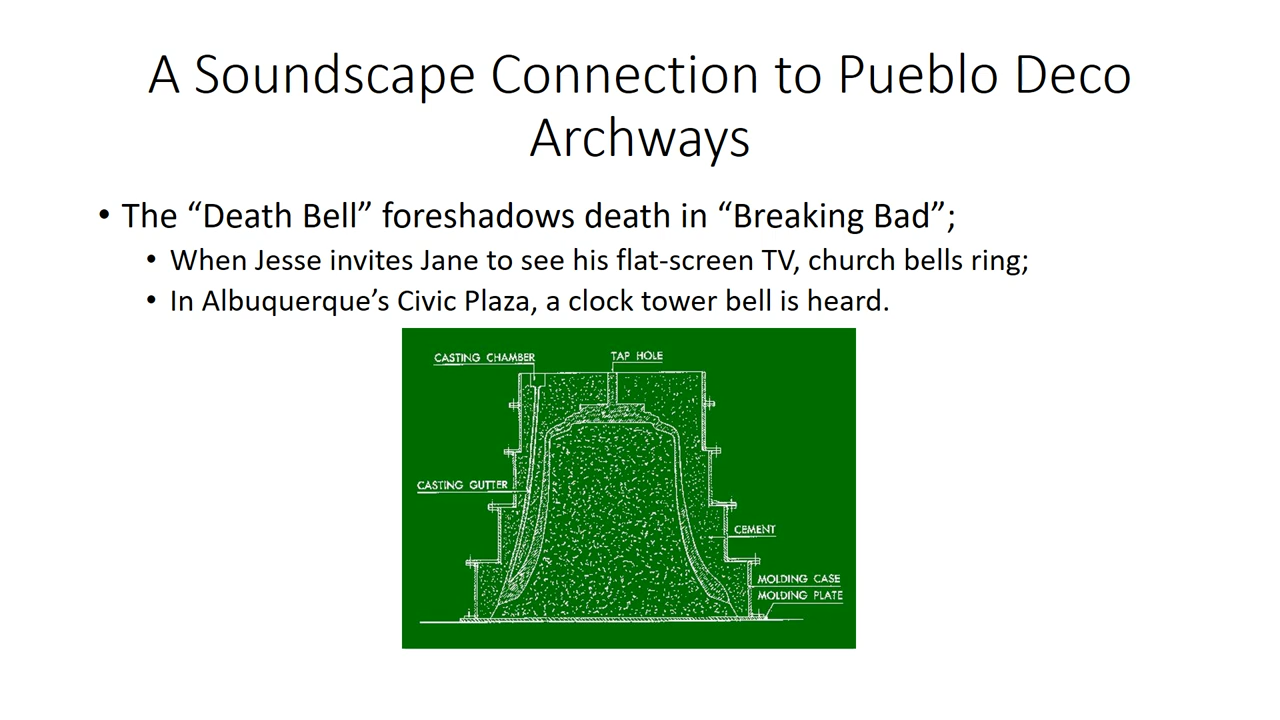 A Soundscape Connection to Pueblo Deco
Archways
• The “Death Bell” foreshadows death in “Breaking Bad”;
• When Jesse invites Jane to see his flat-screen TV, church bells ring;
• In Albuquerque’s Civic Plaza, a clock tower bell is heard.
CASTING CHAMBER
TAP HOLE
CASTING GUTTER
CEMENT
MOLDING CASE
MOLDING PLATE